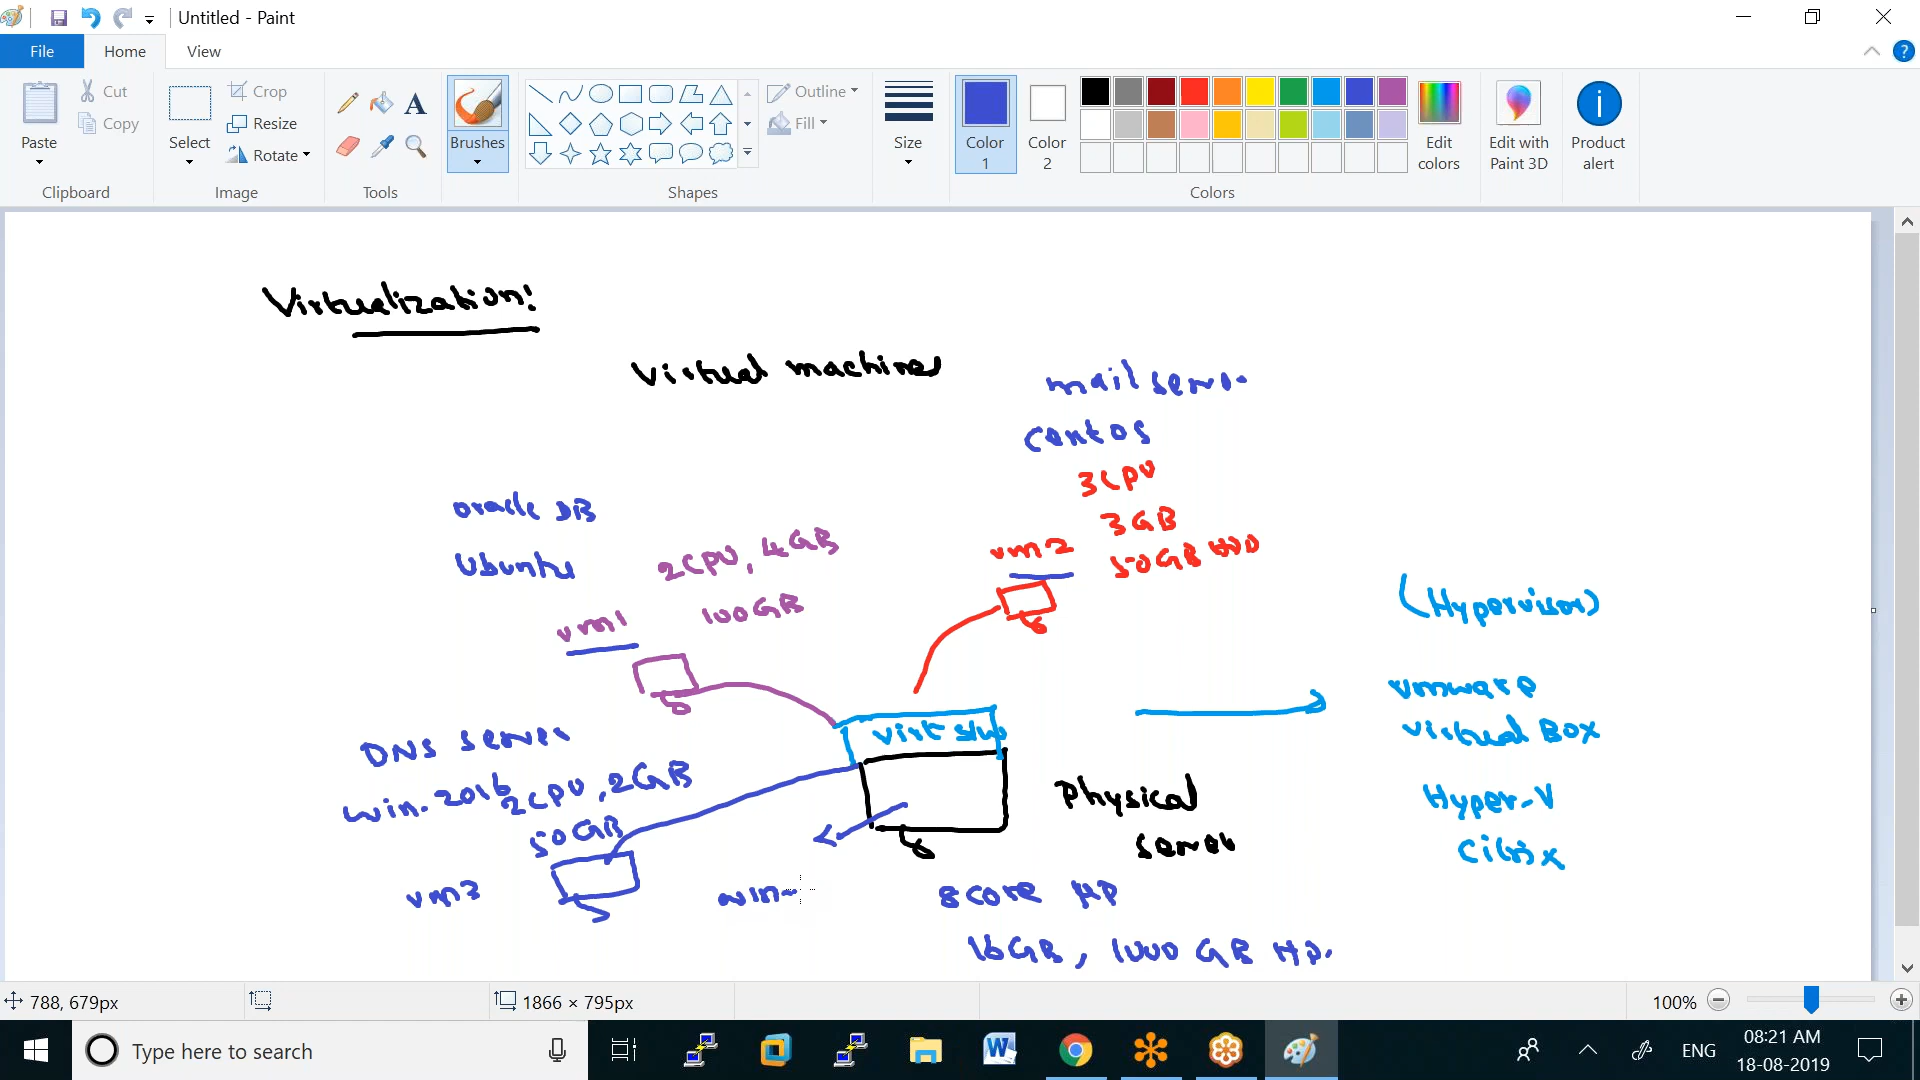 Untitled - Paint
File
Home
View
Paste
Cut
Copy
Clipboard
Select
Crop
Resize
Rotate
Image
Tools
Brushes
Shapes
Outline
Fill
Size
Color 1
Color 2
Edit colors
Colors
Edit with Paint 3D
Product alert
Virtualization:
Virtual machines
mail serv.
Centos
3CPU
3GB
50GB HDD
vm2
Oracle DB
Ubuntu
2CPU, 4GB
100GB
vm1
(Hypervisor)
vmware
virtual Box
Hyper-V
Citrix
virt s/w
Physical
server
DNS server
win-2016
2CPU, 2GB
50GB
vm3
win-
8 core HP
16GB, 1000 GB HD.
788, 679px
1866 × 795px
100%
Type here to search
ENG
08:21 AM
18-08-2019